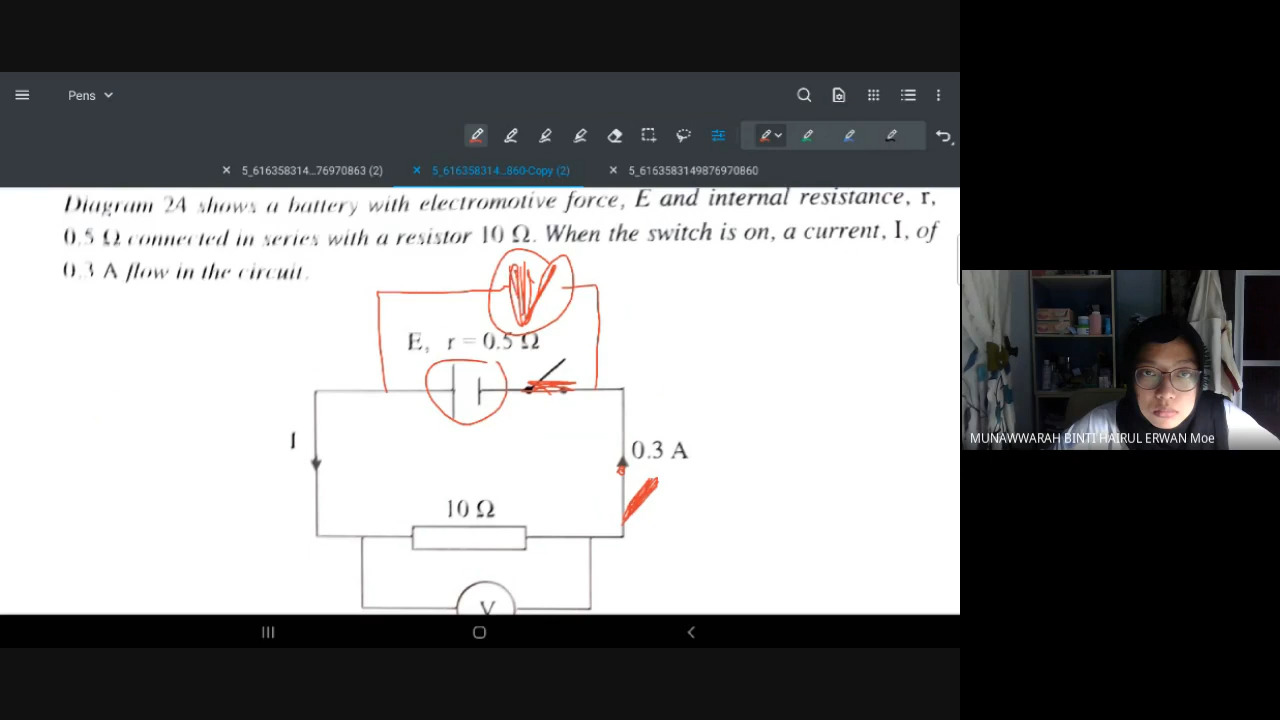 Pens
5_616358314...76970863 (2)
5_616358314...860-Copy (2)
5_6163583149876970860
Diagram 2A shows a battery with electromotive force, E and internal resistance, r,
0.5 Ω connected in series with a resistor 10 Ω. When the switch is on, a current, I, of
0.3 A flow in the circuit.
V
E, r = 0.5 Ω
I
0.3 A
10 Ω
V
MUNAWWARAH BINTI HAIRUL ERWAN Moe